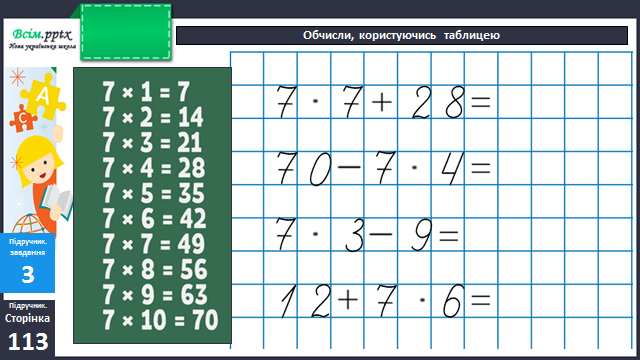 Всім.pptx
Нова українська школа
Обчисли, користуючись таблицею
7 × 1 = 7
7 × 2 = 14
7 × 3 = 21
7 × 4 = 28
7 × 5 = 35
7 × 6 = 42
7 × 7 = 49
7 × 8 = 56
7 × 9 = 63
7 × 10 = 70
7 · 7 + 28 =
70 − 7 · 4 =
7 · 3 − 9 =
12 + 7 · 6 =
А
С
Підручник.
завдання
3
Підручник.
Сторінка
113